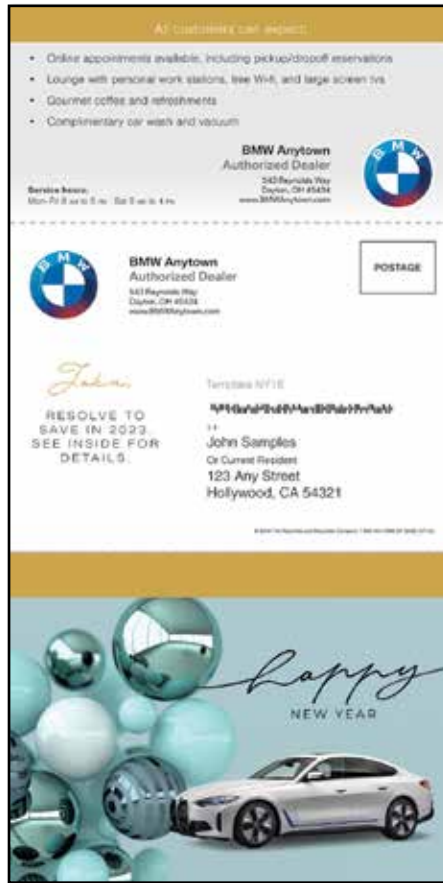 All customers can expect:
• Online appointments available, including pickup/dropoff reservations
• Lounge with personal work stations, free Wi-fi, and large screen tvs
• Gourmet coffee and refreshments
• Complimentary car wash and vacuum
BMW Anytown
Authorized Dealer
543 Reynolds Way
Dayton, OH 45434
www.BMWAnytown.com
Service hours:
Mon-Fri 8 am to 5 pm Sat 8 am to 4 pm
BMW
BMW
BMW Anytown
Authorized Dealer
543 Reynolds Way
Dayton, OH 45434
www.BMWAnytown.com
POSTAGE
RESOLVE TO
SAVE IN 2023.
SEE INSIDE FOR
DETAILS.
Template NY16
John Samples
Or Current Resident
123 Any Street
Hollywood, CA 54321
happy
NEW YEAR